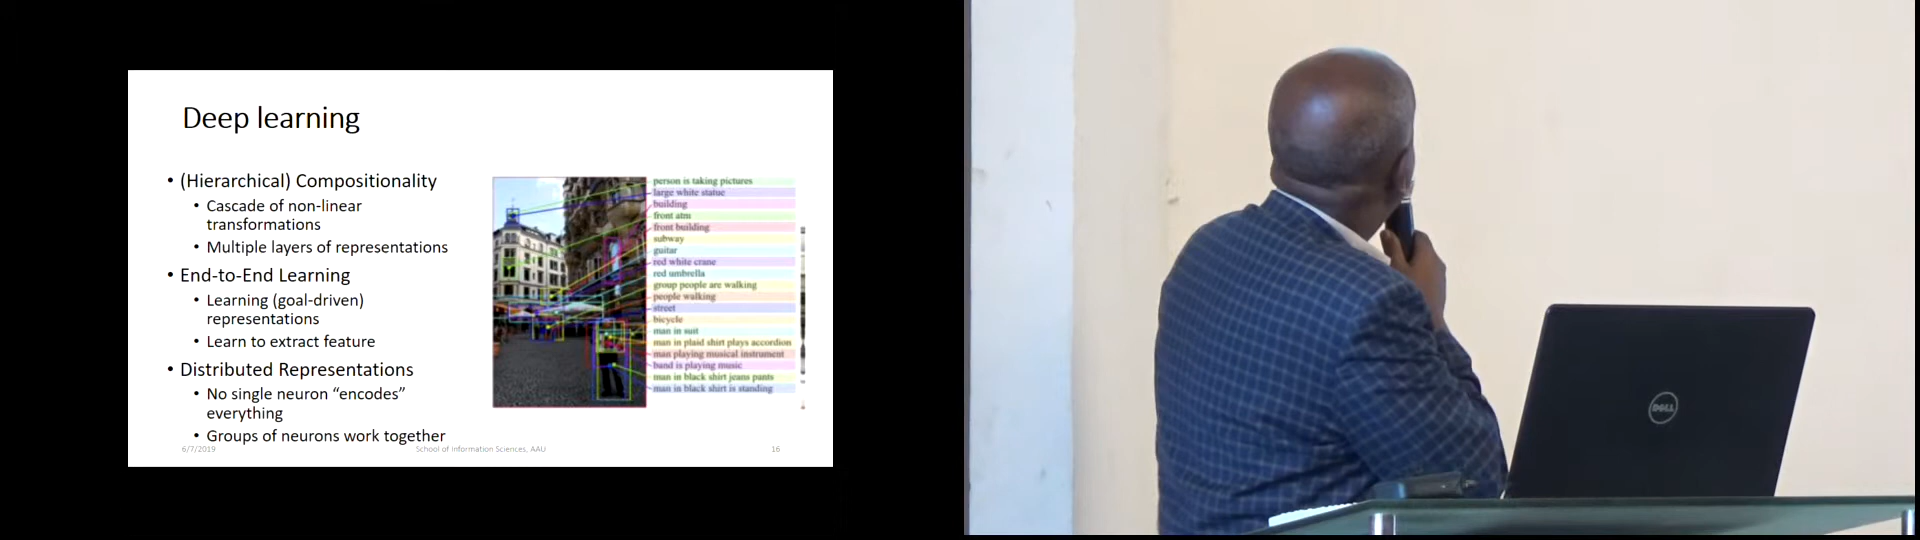 Deep learning
• (Hierarchical) Compositionality
• Cascade of non-linear
transformations
• Multiple layers of representations
• End-to-End Learning
• Learning (goal-driven)
representations
• Learn to extract feature
• Distributed Representations
• No single neuron “encodes”
everything
• Groups of neurons work together
person is taking pictures
large white statue
building
front atm
front building
subway
guitar
red white crane
red umbrella
group people are walking
people walking
street
bicycle
man in suit
man in plaid shirt plays accordion
man playing musical instrument
band is playing music
man in black shirt jeans pants
man in black shirt is standing
6/7/2019
School of Information Sciences, AAU
16
DELL